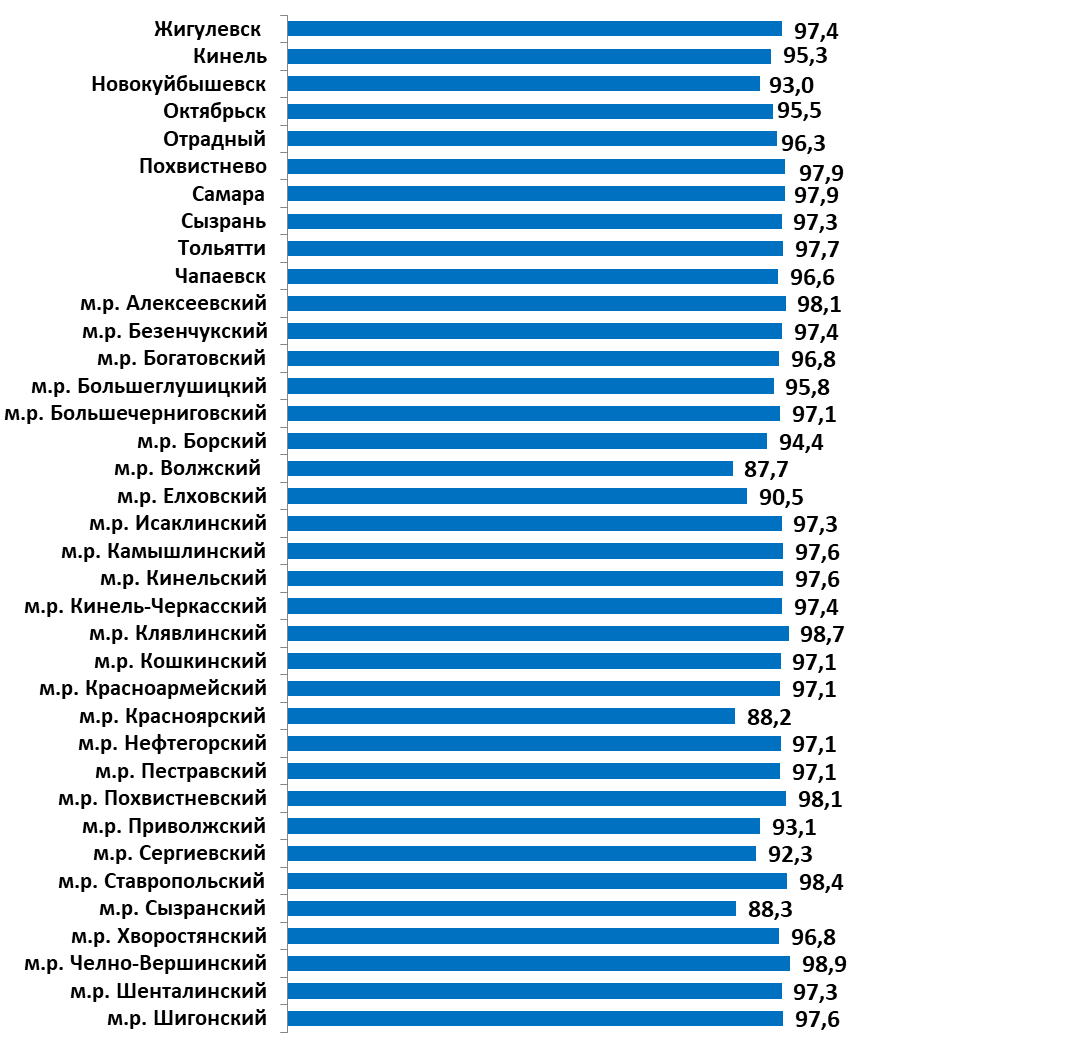 Жигулевск 97,4
Кинель 95,3
Новокуйбышевск 93,0
Октябрьск 95,5
Отрадный 96,3
Похвистнево 97,9
Самара 97,9
Сызрань 97,3
Тольятти 97,7
Чапаевск 96,6
м.р. Алексеевский 98,1
м.р. Безенчукский 97,4
м.р. Богатовский 96,8
м.р. Большеглушицкий 95,8
м.р. Большечерниговский 97,1
м.р. Борский 94,4
м.р. Волжский 87,7
м.р. Елховский 90,5
м.р. Исаклинский 97,3
м.р. Камышлинский 97,6
м.р. Кинельский 97,6
м.р. Кинель-Черкасский 97,4
м.р. Клявлинский 98,7
м.р. Кошкинский 97,1
м.р. Красноармейский 97,1
м.р. Красноярский 88,2
м.р. Нефтегорский 97,1
м.р. Пестравский 97,1
м.р. Похвистневский 98,1
м.р. Приволжский 93,1
м.р. Сергиевский 92,3
м.р. Ставропольский 98,4
м.р. Сызранский 88,3
м.р. Хворостянский 96,8
м.р. Челно-Вершинский 98,9
м.р. Шенталинский 97,3
м.р. Шигонский 97,6